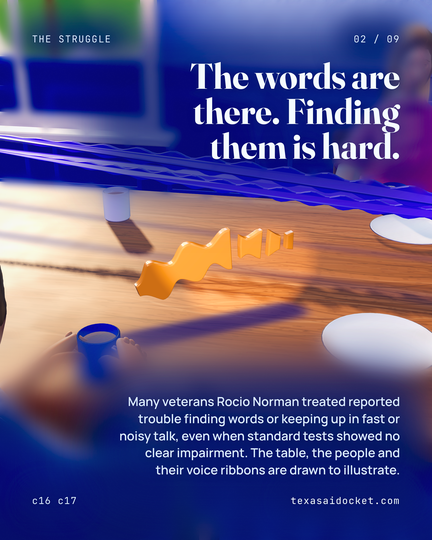 THE STRUGGLE
02 / 09
The words are
there. Finding
them is hard.
Many veterans Rocio Norman treated reported
trouble finding words or keeping up in fast or
noisy talk, even when standard tests showed no
clear impairment. The table, the people and
their voice ribbons are drawn to illustrate.
c16 c17
texasaidocket.com